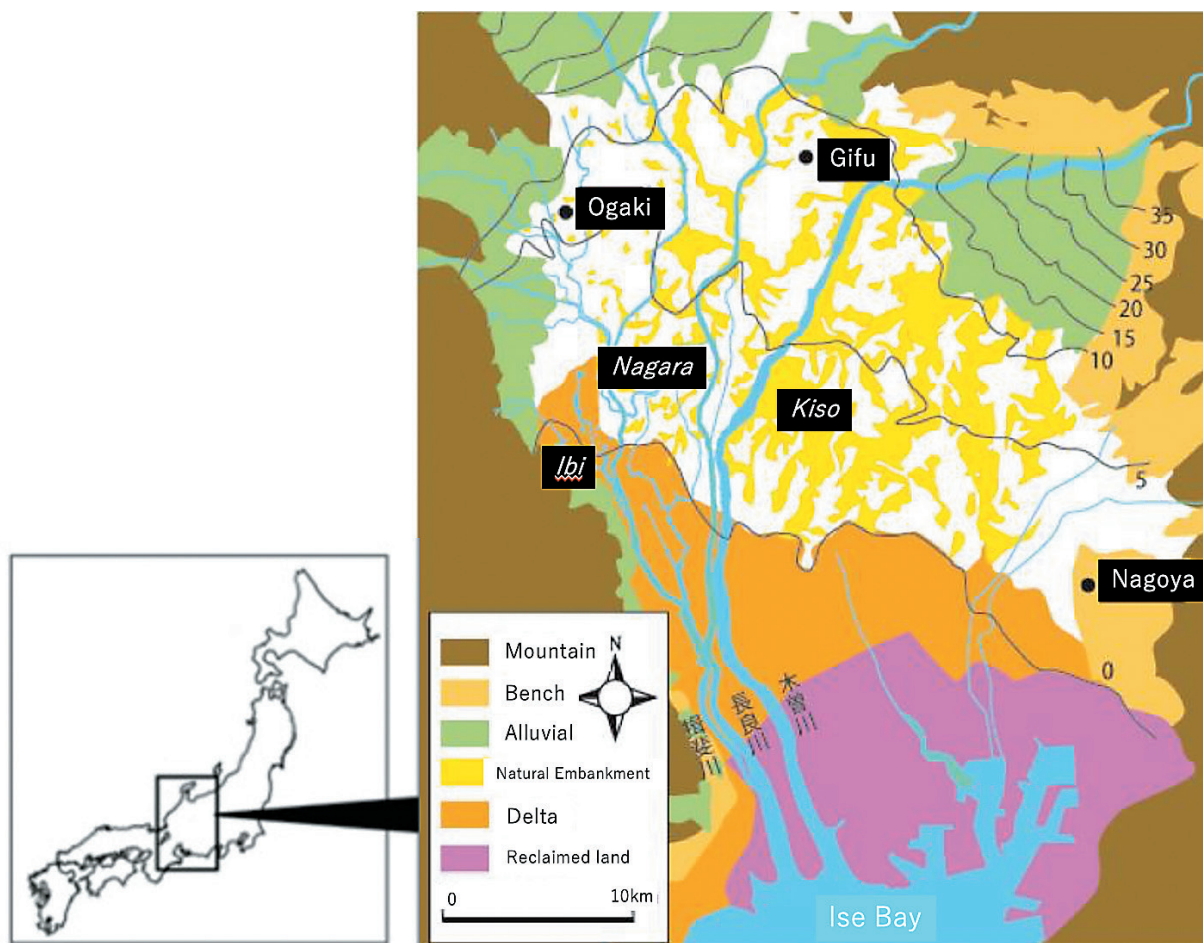 Gifu
Ogaki
35
30
25
20
15
10
Nagara
Kiso
Ibi
5
Nagoya
0
Mountain
Bench
Alluvial
Natural Embankment
Delta
Reclaimed land
N
0 10km
揖斐川
長良川
木曽川
Ise Bay